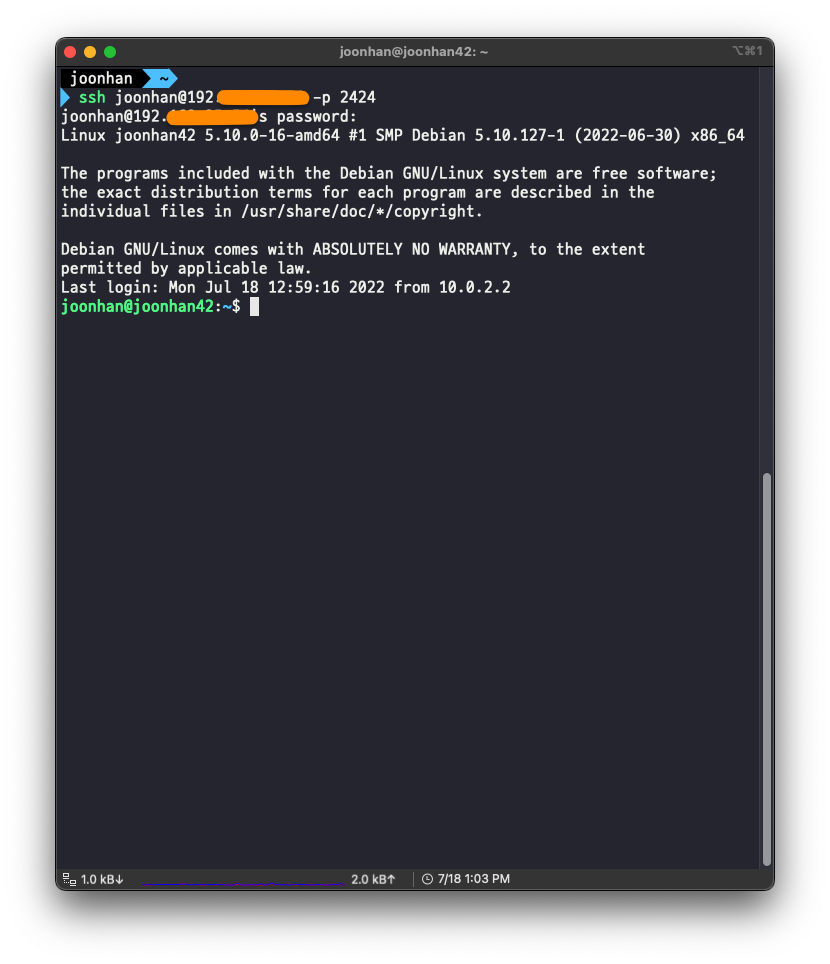 joonhan@joonhan42: ~
⌥⌘1
joonhan ~
ssh joonhan@192. -p 2424
joonhan@192. 's password:
Linux joonhan42 5.10.0-16-amd64 #1 SMP Debian 5.10.127-1 (2022-06-30) x86_64
The programs included with the Debian GNU/Linux system are free software;
the exact distribution terms for each program are described in the
individual files in /usr/share/doc/*/copyright.
Debian GNU/Linux comes with ABSOLUTELY NO WARRANTY, to the extent
permitted by applicable law.
Last login: Mon Jul 18 12:59:16 2022 from 10.0.2.2
joonhan@joonhan42:~$
1.0 kB↓ 2.0 kB↑ 7/18 1:03 PM